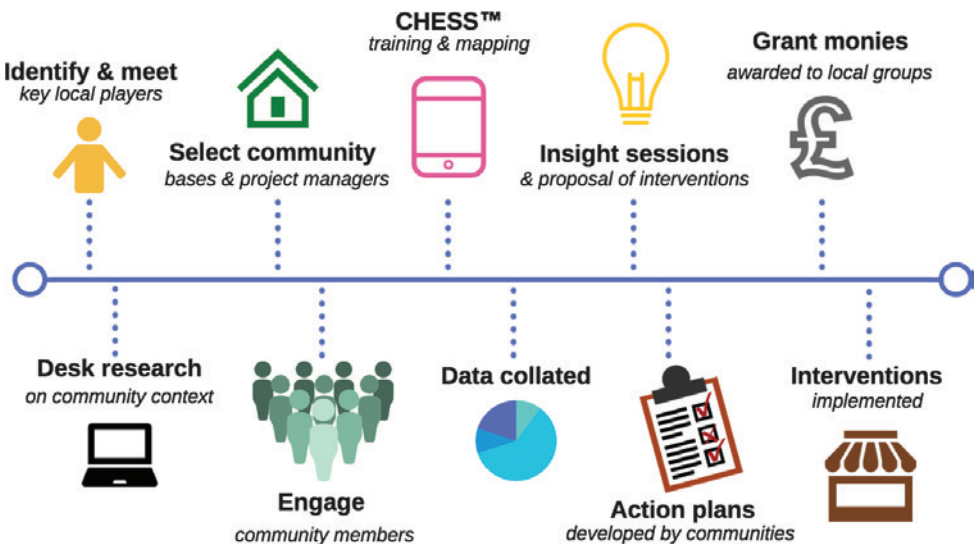 CHESS™
training & mapping
Grant monies
awarded to local groups
Identify & meet
key local players
Select community
bases & project managers
Insight sessions
& proposal of interventions
£
Desk research
on community context
Data collated
Interventions
implemented
Engage
community members
Action plans
developed by communities